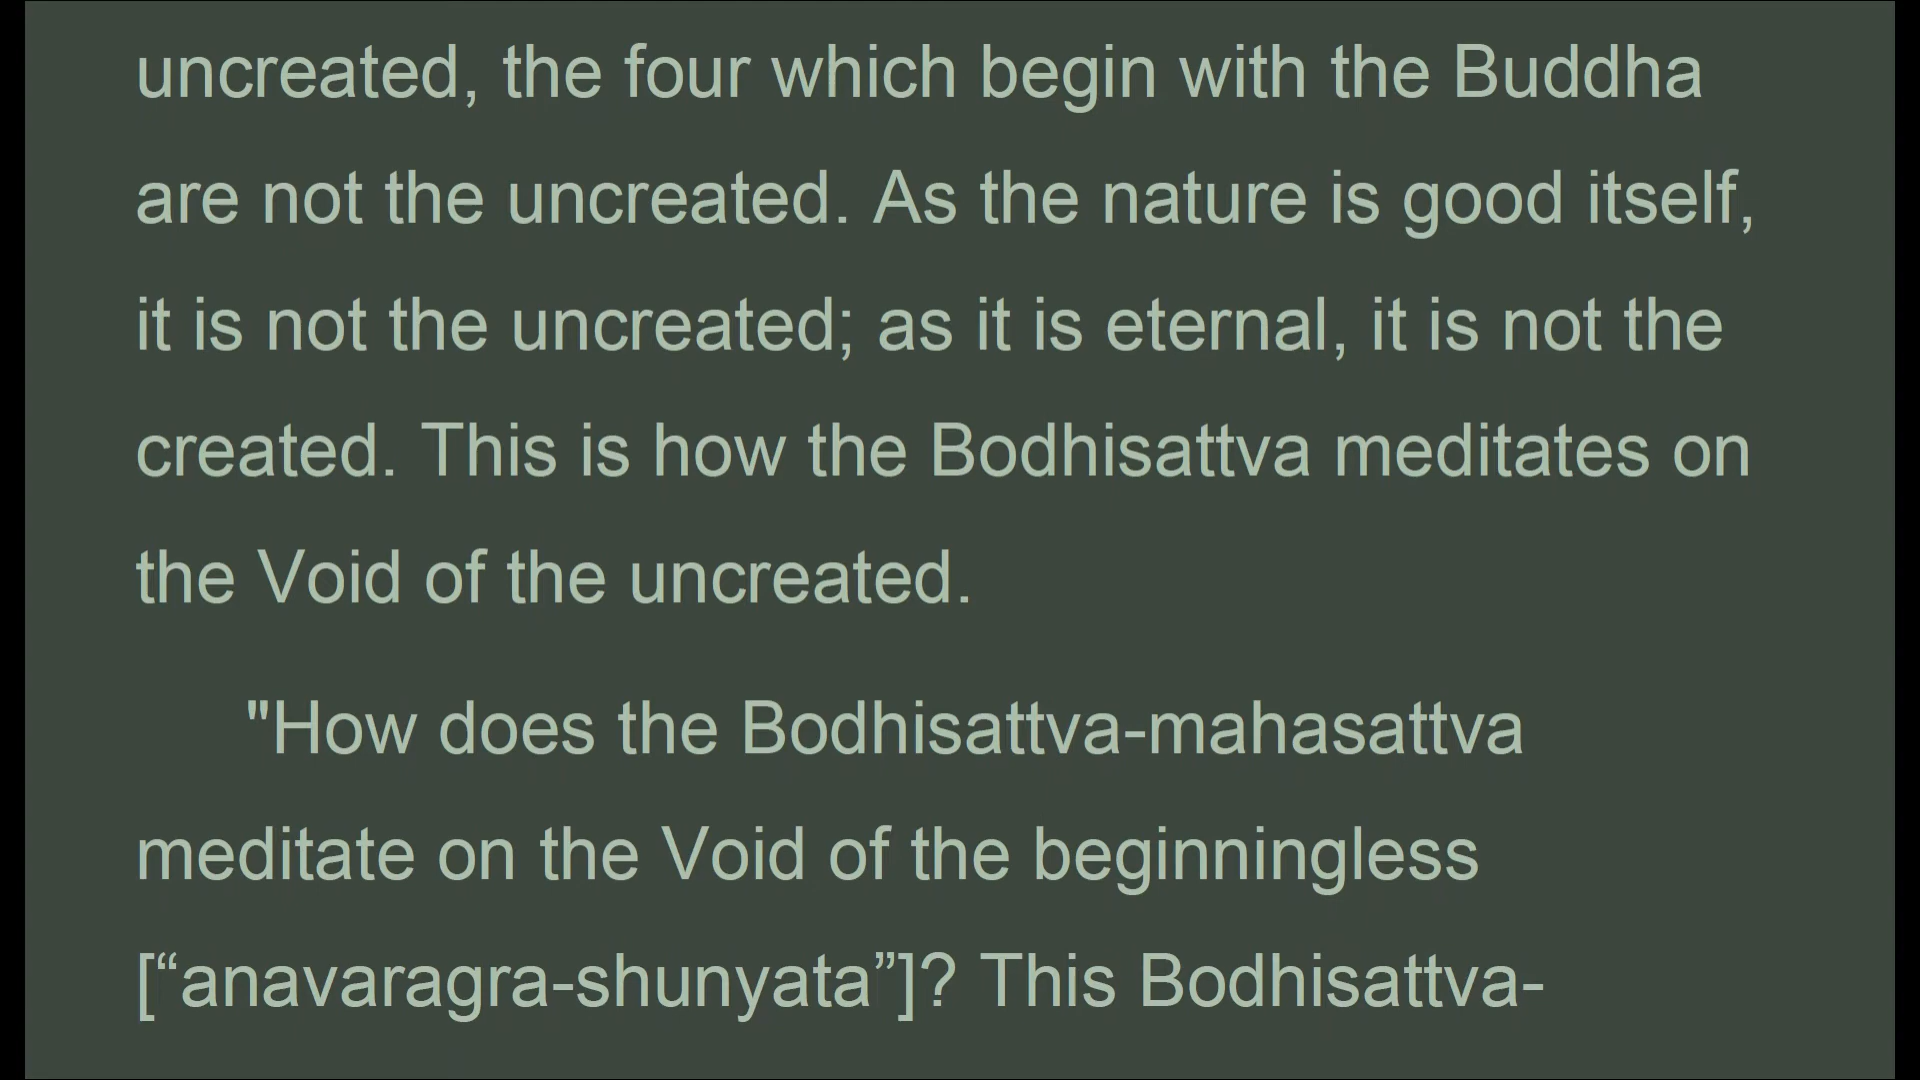 uncreated, the four which begin with the Buddha
are not the uncreated. As the nature is good itself,
it is not the uncreated; as it is eternal, it is not the
created. This is how the Bodhisattva meditates on
the Void of the uncreated.
"How does the Bodhisattva-mahasattva
meditate on the Void of the beginningless
[“anavaragra-shunyata”]? This Bodhisattva-